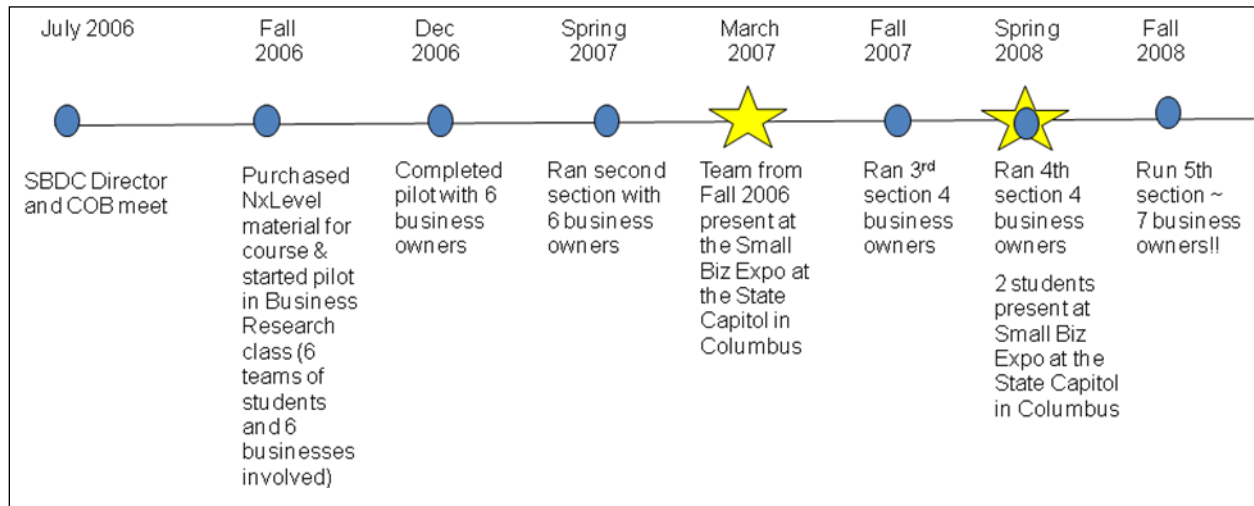 July 2006
Fall
2006
Dec
2006
Spring
2007
March
2007
Fall
2007
Spring
2008
Fall
2008
SBDC Director
and COB meet
Purchased
NxLevel
material for
course &
started pilot
in Business
Research
class (6
teams of
students
and 6
businesses
involved)
Completed
pilot with 6
business
owners
Ran second
section with
6 business
owners
Team from
Fall 2006
present at
the Small
Biz Expo at
the State
Capitol in
Columbus
Ran 3rd
section 4
business
owners
Ran 4th
section 4
business
owners
2 students
present at
Small Biz
Expo at the
State Capitol
in Columbus
Run 5th
section ~
7 business
owners!!